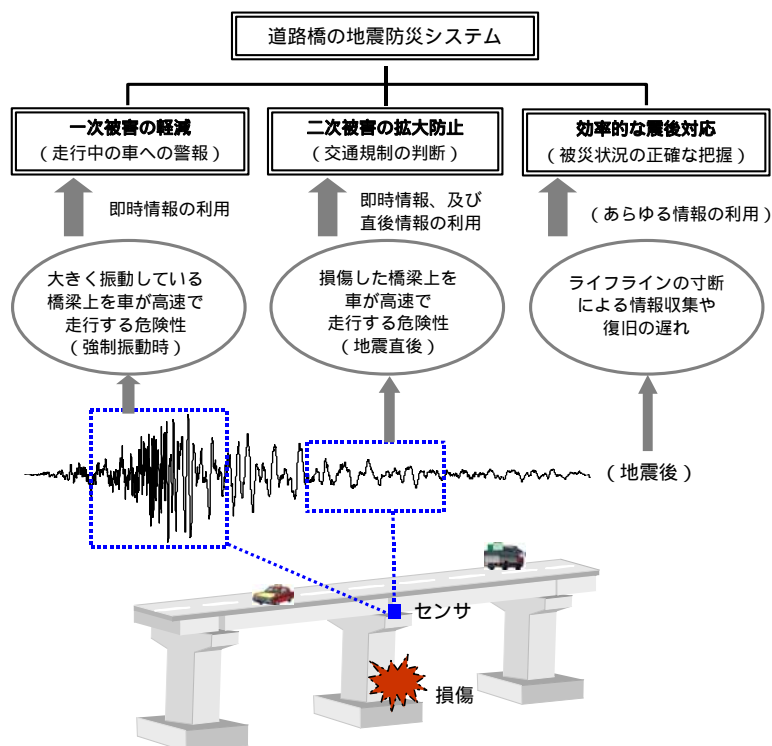 道路橋の地震防災システム
一次被害の軽減
（走行中の車への警報）
二次被害の拡大防止
（交通規制の判断）
効率的な震後対応
（被災状況の正確な把握）
即時情報の利用
即時情報、及び
直後情報の利用
（あらゆる情報の利用）
大きく振動している
橋梁上を車が高速で
走行する危険性
（強制振動時）
損傷した橋梁上を
車が高速で
走行する危険性
（地震直後）
ライフラインの寸断
による情報収集や
復旧の遅れ
（地震後）
センサ
損傷